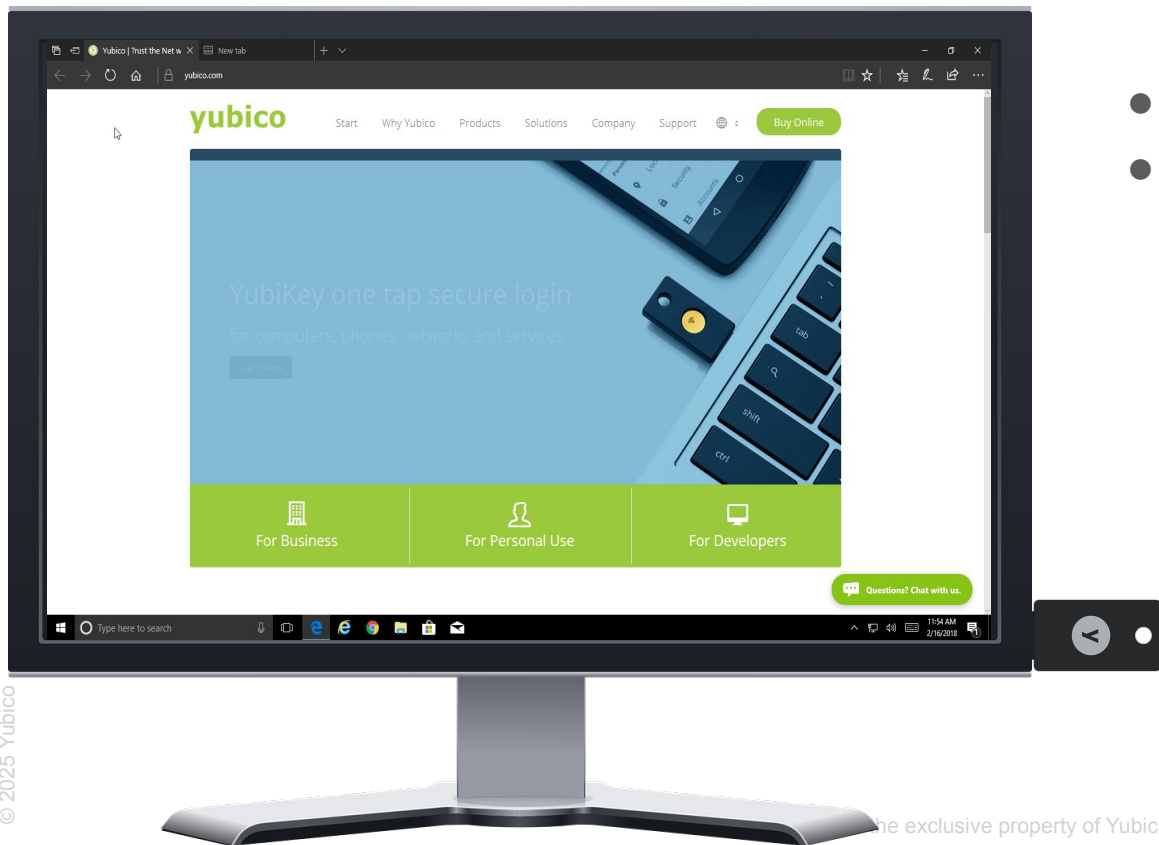 Yubico | Trust the Net w
New tab
yubico.com
yubico
Start Why Yubico Products Solutions Company Support Buy Online
Security
Accounts
YubiKey one tap secure login
for computers, phones, networks and services
Learn More
tab
shift
ctrl
For Business For Personal Use For Developers
Questions? Chat with us.
Type here to search
11:54 AM
2/16/2018
Y
© 2025 Yubico
he exclusive property of Yubic